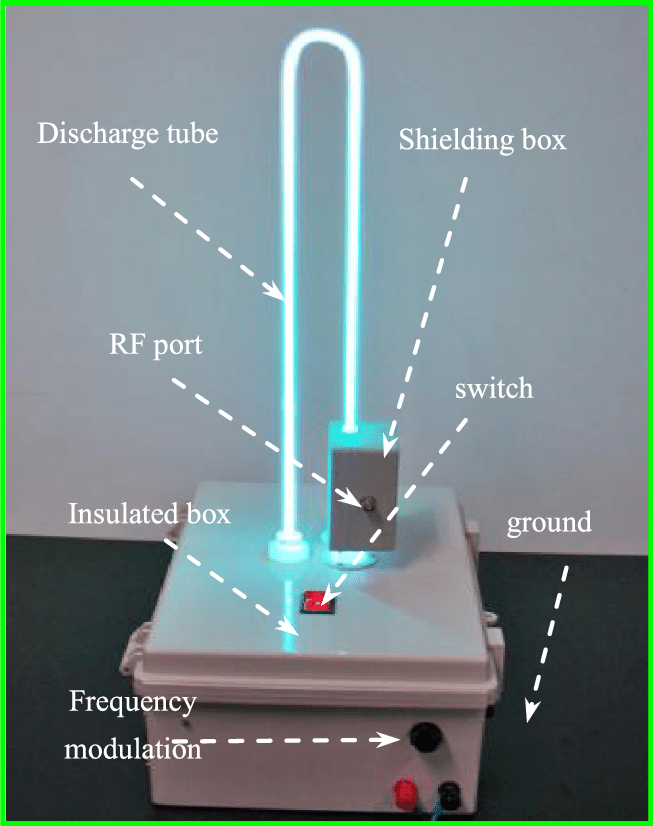 Discharge tube
Shielding box
RF port
switch
Insulated box
ground
Frequency
modulation